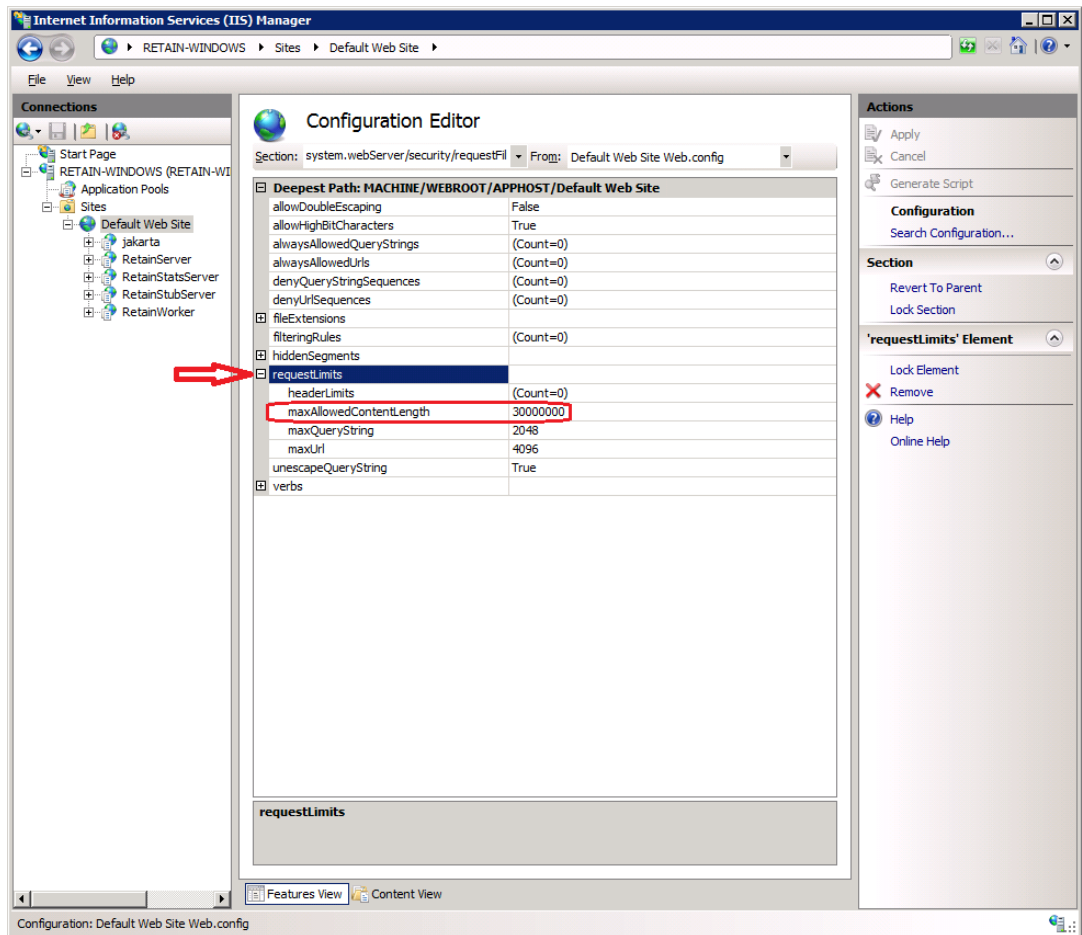 Internet Information Services (IIS) Manager
RETAIN-WINDOWS Sites Default Web Site
File View Help
Connections
Start Page
RETAIN-WINDOWS (RETAIN-WI
Application Pools
Sites
Default Web Site
jakarta
RetainServer
RetainStatsServer
RetainStubServer
RetainWorker
Configuration Editor
Section: system.webServer/security/requestFil From: Default Web Site Web.config
Deepest Path: MACHINE/WEBROOT/APPHOST/Default Web Site
allowDoubleEscaping False
allowHighBitCharacters True
alwaysAllowedQueryStrings (Count=0)
alwaysAllowedUrls (Count=0)
denyQueryStringSequences (Count=0)
denyUrlSequences (Count=0)
fileExtensions
filteringRules (Count=0)
hiddenSegments
requestLimits
headerLimits (Count=0)
maxAllowedContentLength 30000000
maxQueryString 2048
maxUrl 4096
unescapeQueryString True
verbs
requestLimits
Features View Content View
Actions
Apply
Cancel
Generate Script
Configuration
Search Configuration...
Section
Revert To Parent
Lock Section
'requestLimits' Element
Lock Element
Remove
Help
Online Help
Configuration: Default Web Site Web.config